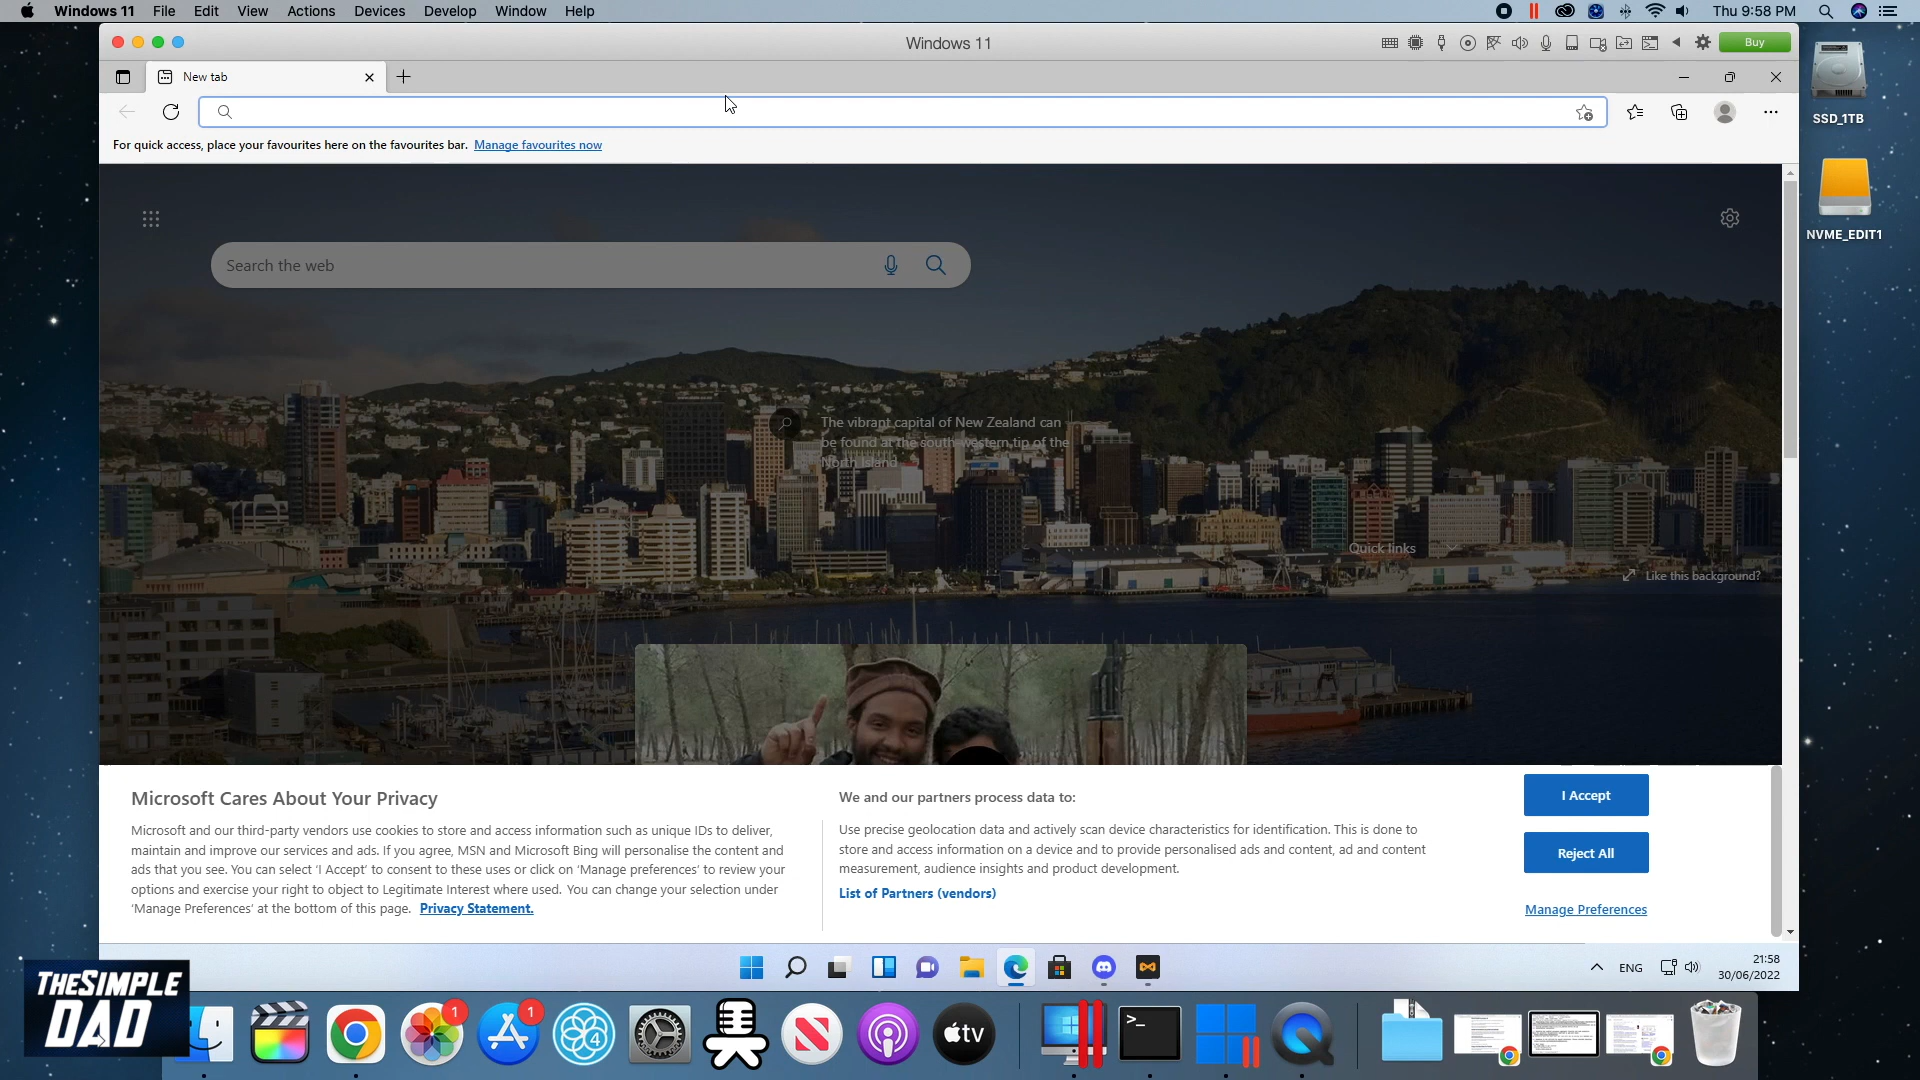 Windows 11 File Edit View Actions Devices Develop Window Help Thu 9:58 PM
Windows 11 Buy
New tab
SSD_1TB
For quick access, place your favourites here on the favourites bar. Manage favourites now
NVME_EDIT1
Search the web
The vibrant capital of New Zealand can
be found at the southwestern tip of the
North Island
Quick links
Like this background?
Microsoft Cares About Your Privacy
Microsoft and our third-party vendors use cookies to store and access information such as unique IDs to deliver,
maintain and improve our services and ads. If you agree, MSN and Microsoft Bing will personalise the content and
ads that you see. You can select 'I Accept' to consent to these uses or click on 'Manage preferences' to review your
options and exercise your right to object to Legitimate Interest where used. You can change your selection under
'Manage Preferences' at the bottom of this page. Privacy Statement.
We and our partners process data to:
Use precise geolocation data and actively scan device characteristics for identification. This is done to
store and access information on a device and to provide personalised ads and content, ad and content
measurement, audience insights and product development.
List of Partners (vendors)
I Accept
Reject All
Manage Preferences
ENG
21:58
30/06/2022
THE SIMPLE
DAD
1
1
4
tv
>_